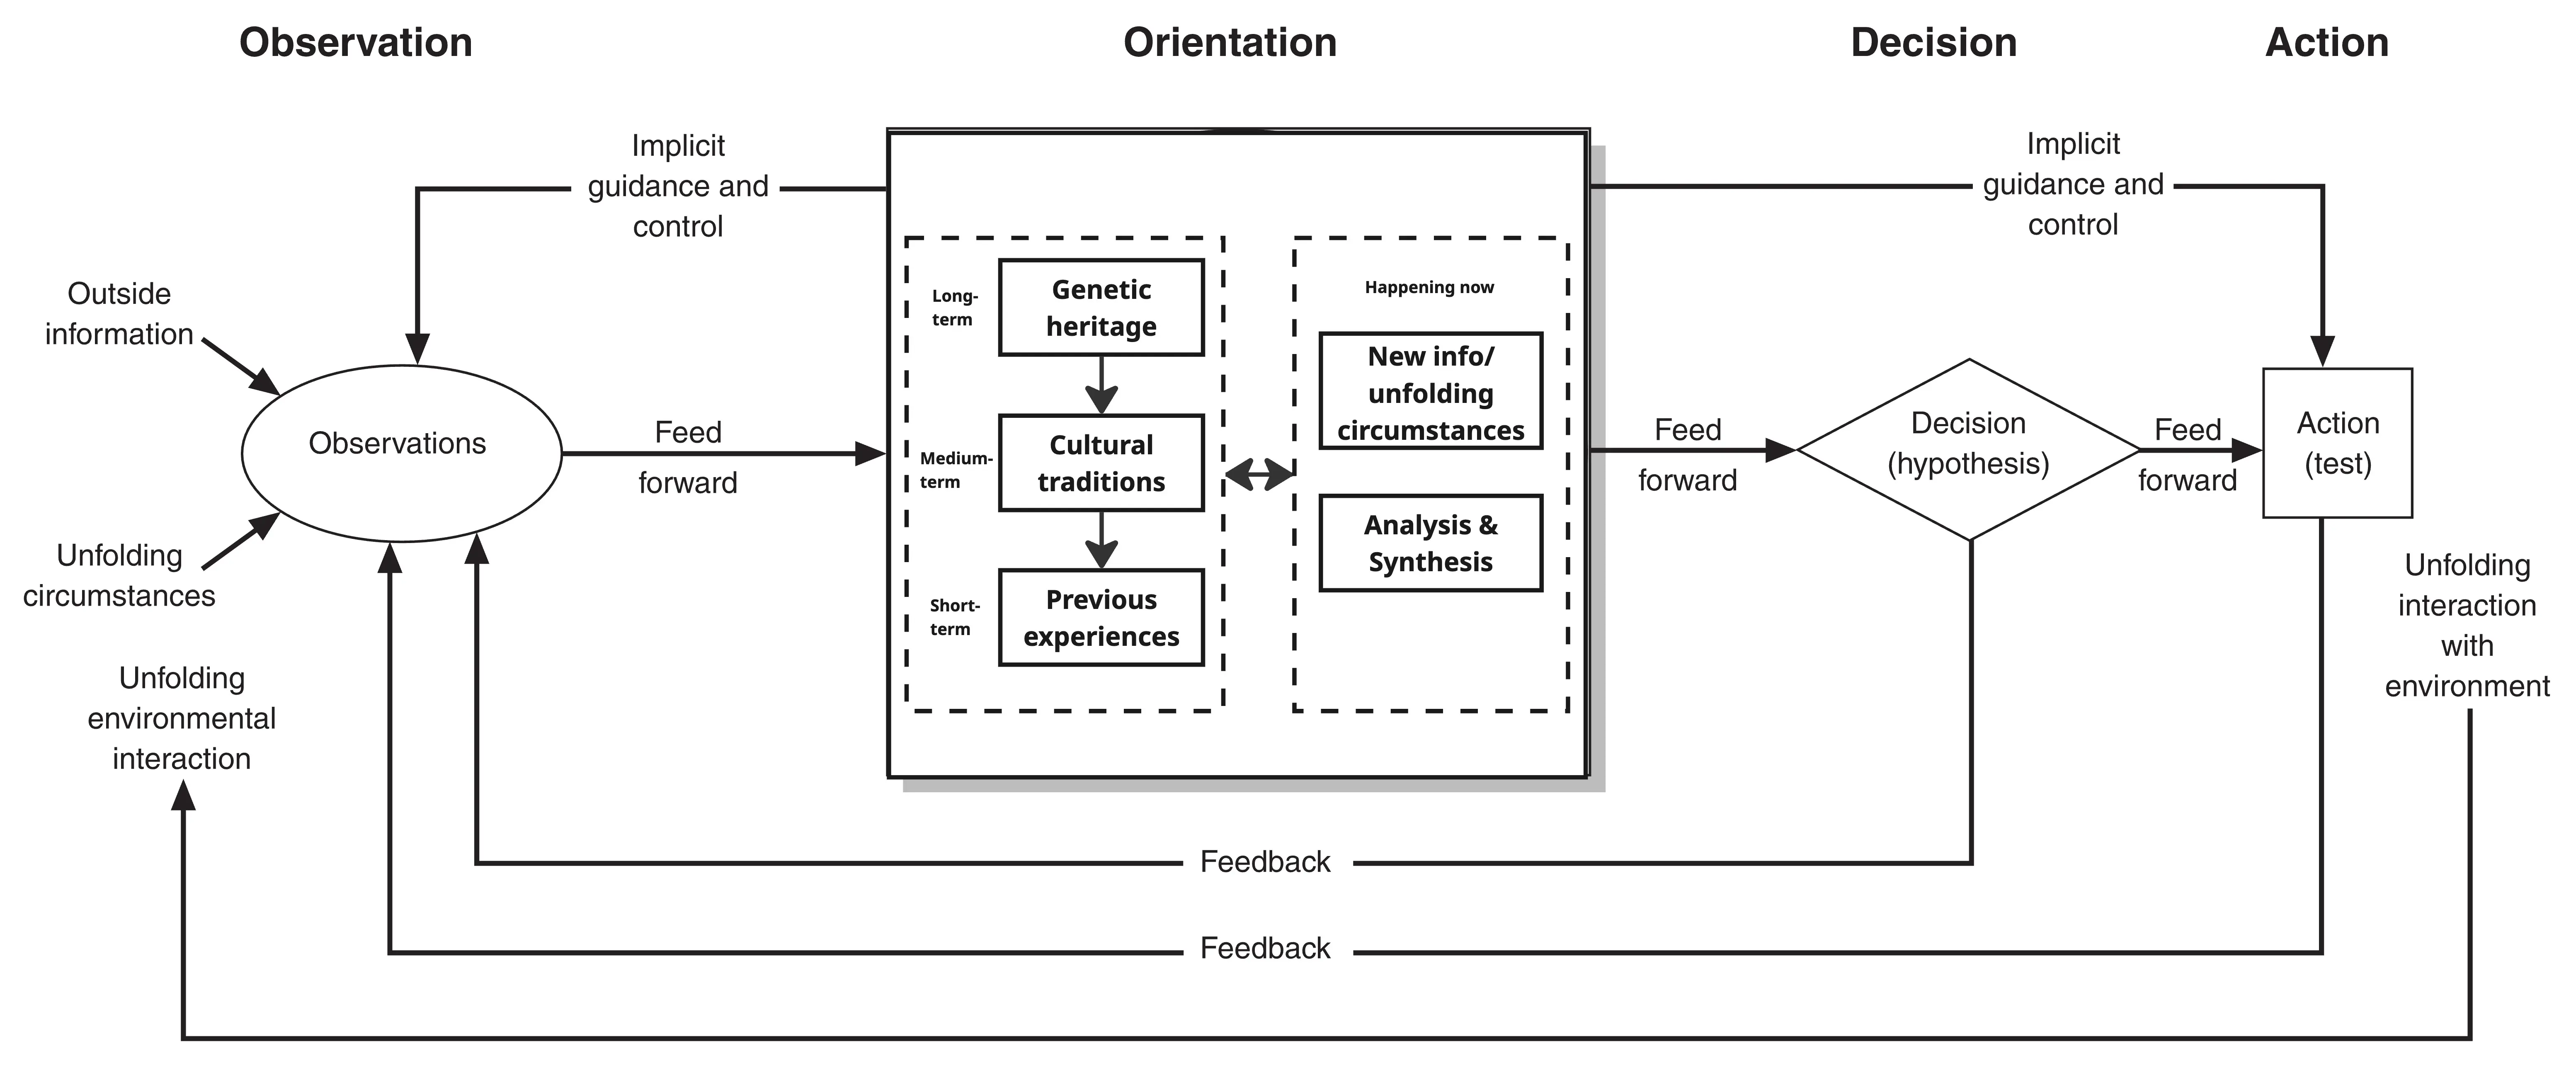 Observation
Orientation
Decision
Action
Implicit
guidance and
control
Implicit
guidance and
control
Outside
information
Observations
Unfolding
circumstances
Unfolding
environmental
interaction
Feed
forward
Long-
term
Genetic
heritage
Medium-
term
Cultural
traditions
Short-
term
Previous
experiences
Happening now
New info/
unfolding
circumstances
Analysis &
Synthesis
Feed
forward
Decision
(hypothesis)
Feed
forward
Action
(test)
Unfolding
interaction
with
environment
Feedback
Feedback